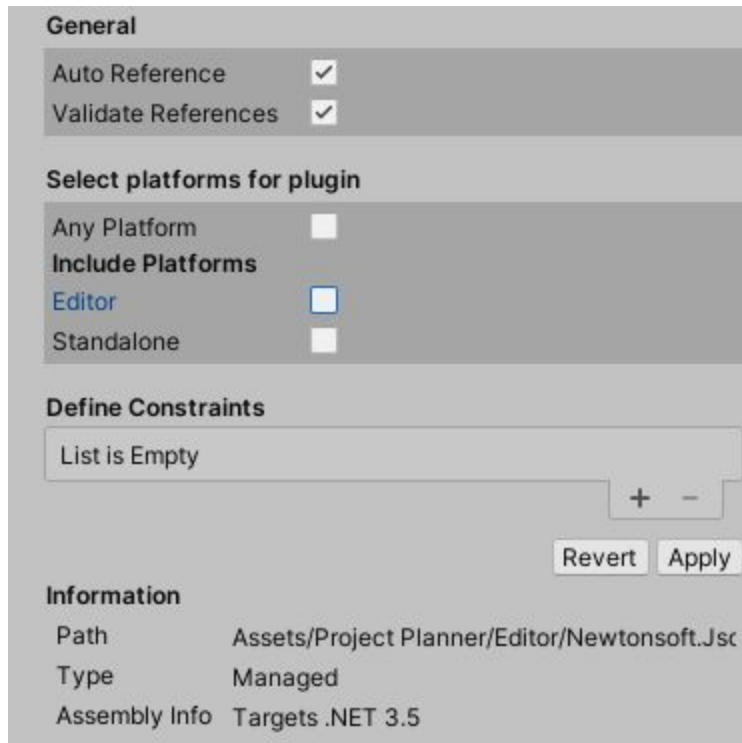 General
Auto Reference
Validate References
Select platforms for plugin
Any Platform
Include Platforms
Editor
Standalone
Define Constraints
List is Empty
+ −
Revert Apply
Information
Path Assets/Project Planner/Editor/Newtonsoft.Jsc
Type Managed
Assembly Info Targets .NET 3.5